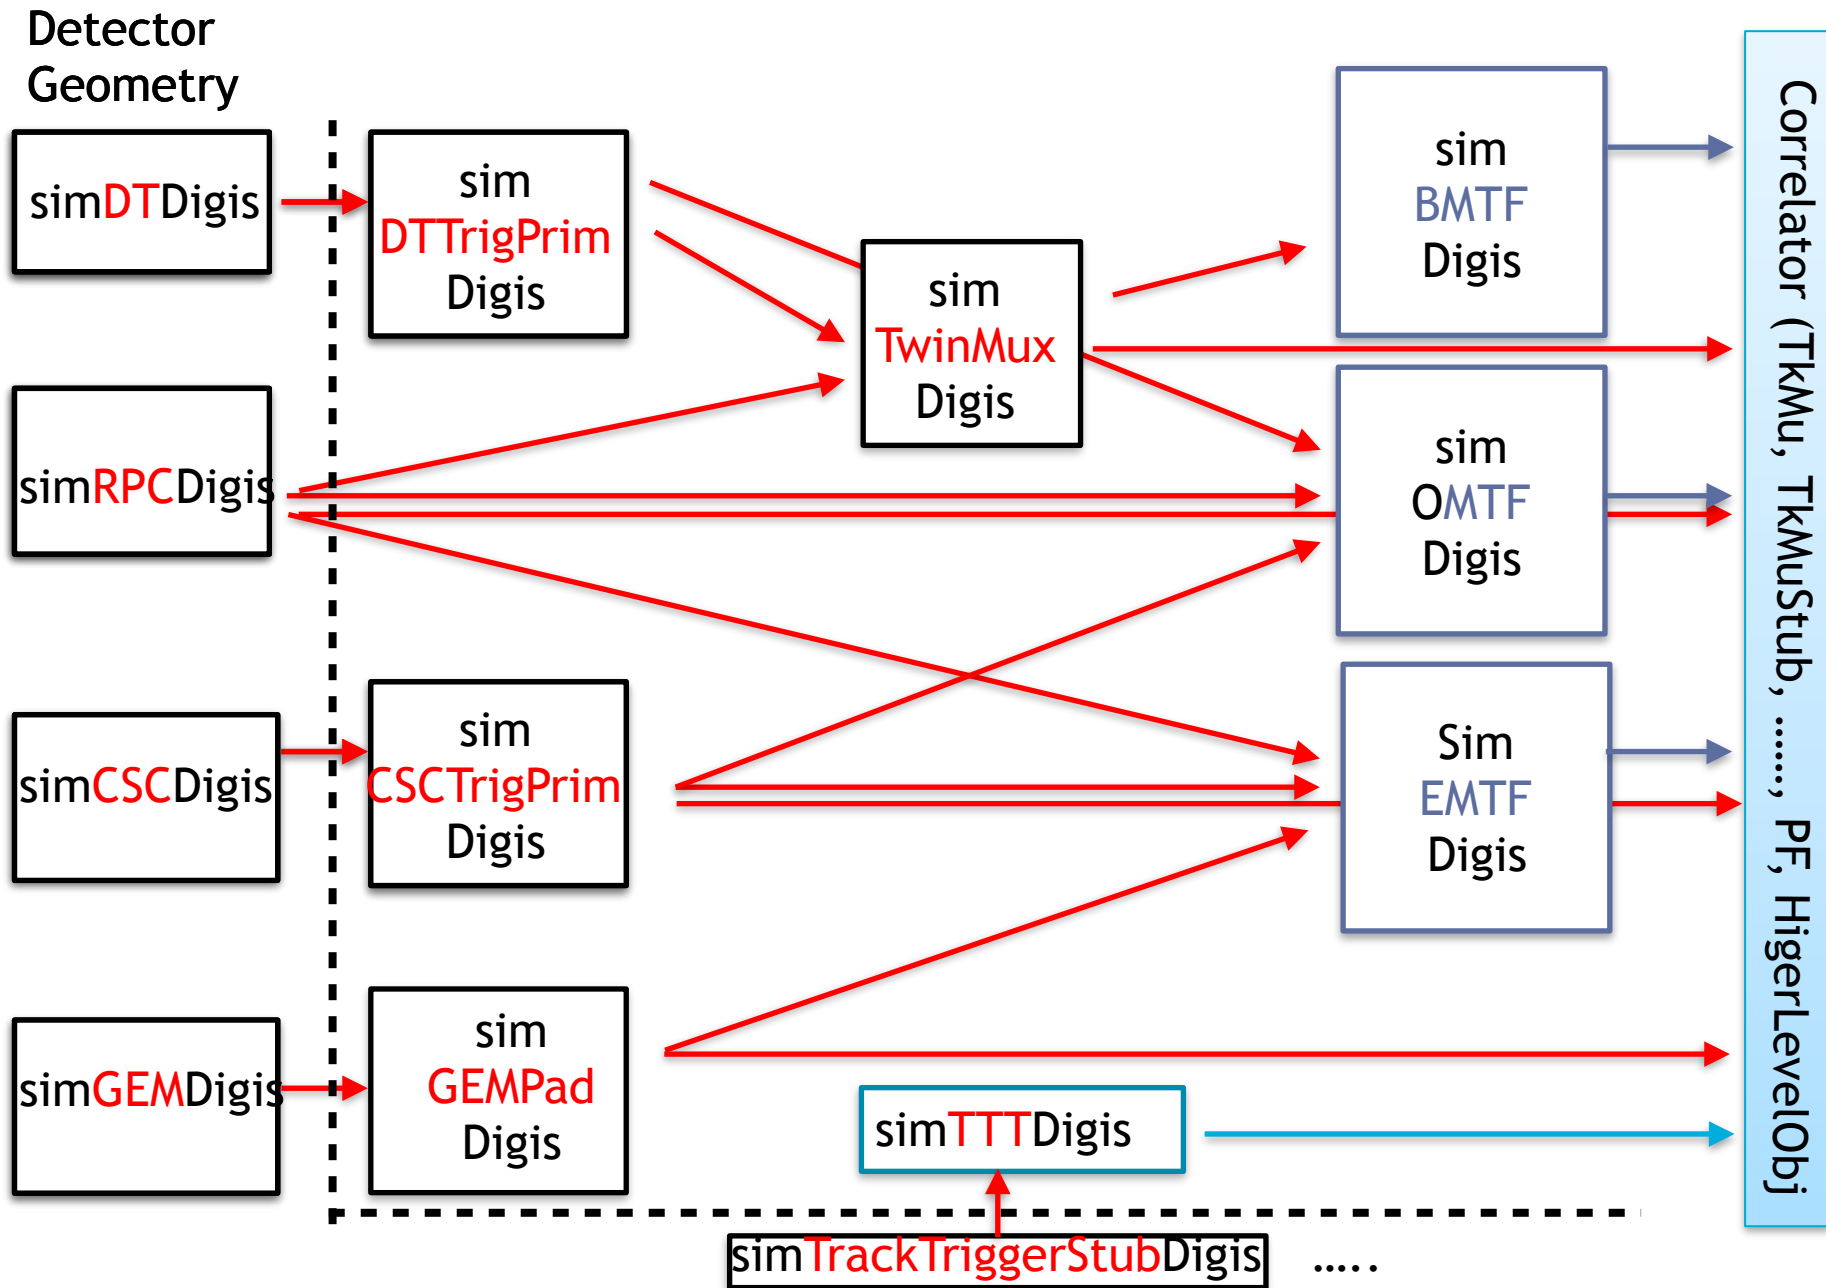 Detector
Geometry
simDTDigis
sim
DTTrigPrim
Digis
sim
TwinMux
Digis
sim
BMTF
Digis
simRPCDigis
sim
OMTF
Digis
simCSCDigis
sim
CSCTrigPrim
Digis
Sim
EMTF
Digis
simGEMDigis
sim
GEMPad
Digis
simTTTDigis
simTrackTriggerStubDigis
.....
Correlator (TkMu, TkMuStub, ......, PF, HigerLevelObj